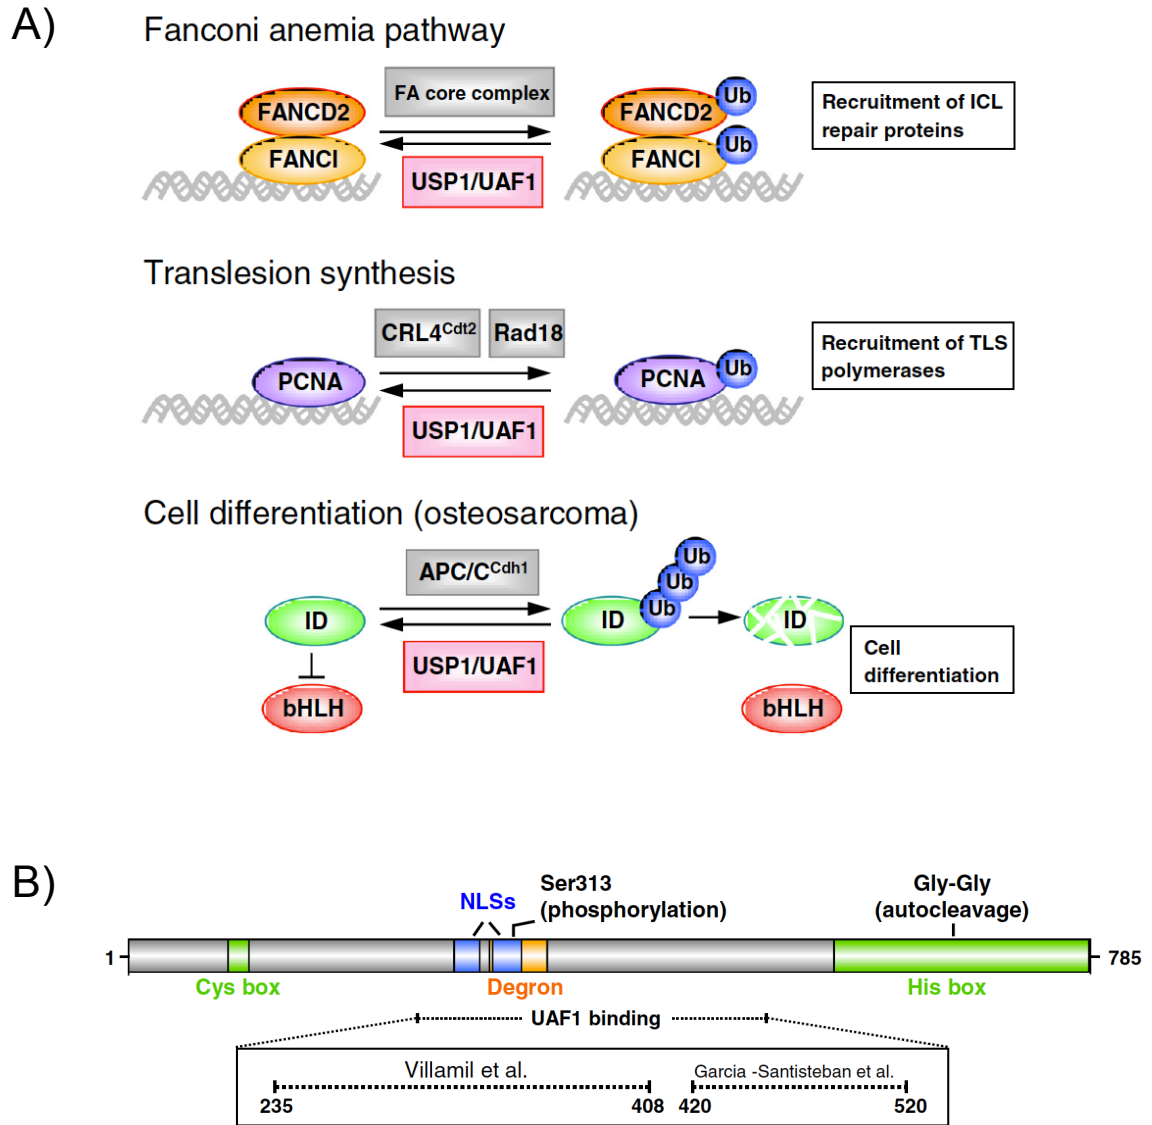 A)
Fanconi anemia pathway
FA core complex
FANCD2
FANCI
USP1/UAF1
FANCD2
Ub
FANCI
Ub
Recruitment of ICL
repair proteins
Translesion synthesis
CRL4Cdt2
Rad18
PCNA
USP1/UAF1
PCNA
Ub
Recruitment of TLS
polymerases
Cell differentiation (osteosarcoma)
APC/CCdh1
ID
USP1/UAF1
bHLH
ID
Ub
Ub
Ub
ID
bHLH
Cell
differentiation
B)
NLSs
Ser313
(phosphorylation)
Gly-Gly
(autocleavage)
1
785
Cys box
Degron
His box
UAF1 binding
Villamil et al.
Garcia -Santisteban et al.
235
408
420
520